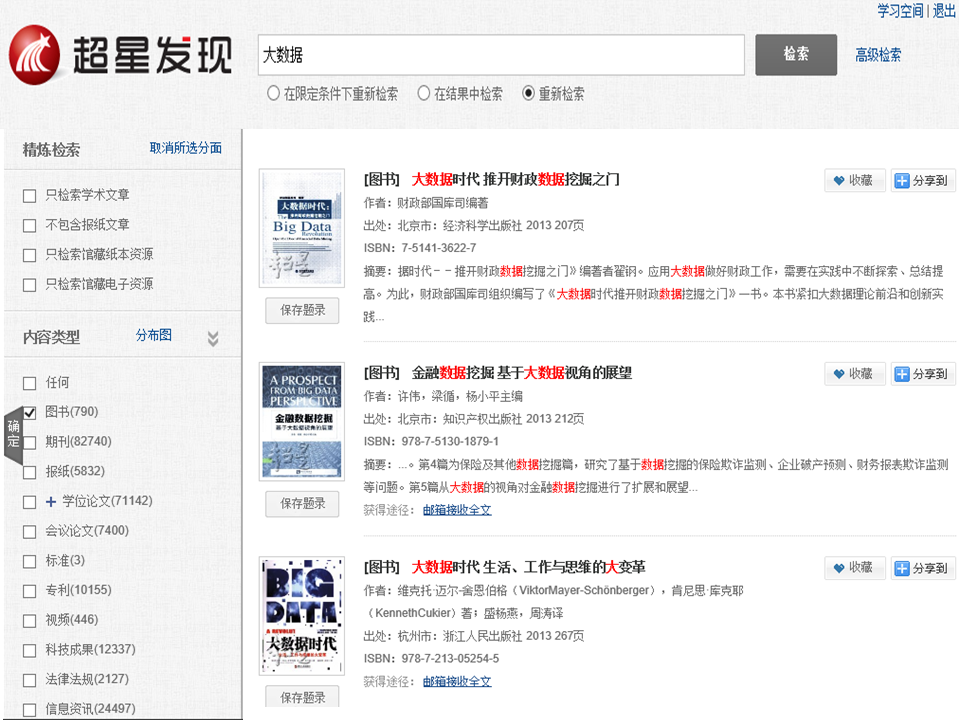 学习空间 | 退出
超星发现
大数据
检索
高级检索
在限定条件下重新检索 在结果中检索 重新检索
精炼检索 取消所选分面
只检索学术文章
不包含报纸文章
只检索馆藏纸本资源
只检索馆藏电子资源
内容类型 分布图
任何
图书(790)
期刊(82740)
报纸(5832)
+ 学位论文(71142)
会议论文(7400)
标准(3)
专利(10155)
视频(446)
科技成果(12337)
法律法规(2127)
信息资讯(24497)
确定
[图书] 大数据时代 推开财政数据挖掘之门
收藏 分享到
作者：财政部国库司编著
出处：北京市：经济科学出版社 2013 207页
ISBN：7-5141-3622-7
摘要：据时代－－推开财政数据挖掘之门》编著者翟钢。应用大数据做好财政工作，需要在实践中不断探索、总结提
高。为此，财政部国库司组织编写了《大数据时代推开财政数据挖掘之门》一书。本书紧扣大数据理论前沿和创新实
践...
大数据时代：
Big Data
Revolution
保存题录
[图书] 金融数据挖掘 基于大数据视角的展望
收藏 分享到
作者：许伟，梁循，杨小平主编
出处：北京市：知识产权出版社 2013 212页
ISBN：978-7-5130-1879-1
摘要：...。第4篇为保险及其他数据挖掘篇，研究了基于数据挖掘的保险欺诈监测、企业破产预测、财务报表欺诈监测
等问题。第5篇从大数据的视角对金融数据挖掘进行了扩展和展望...
获得途径：邮箱接收全文
A PROSPECT
FROM BIG DATA
PERSPECTIVE
金融数据挖掘
基于大数据视角的展望
保存题录
[图书] 大数据时代 生活、工作与思维的大变革
收藏 分享到
作者：维克托·迈尔-舍恩伯格（ViktorMayer-Schönberger），肯尼思·库克耶
（KennethCukier）著；盛杨燕，周涛译
出处：杭州市：浙江人民出版社 2013 267页
ISBN：978-7-213-05254-5
获得途径：邮箱接收全文
BIG
DATA
大数据时代
保存题录